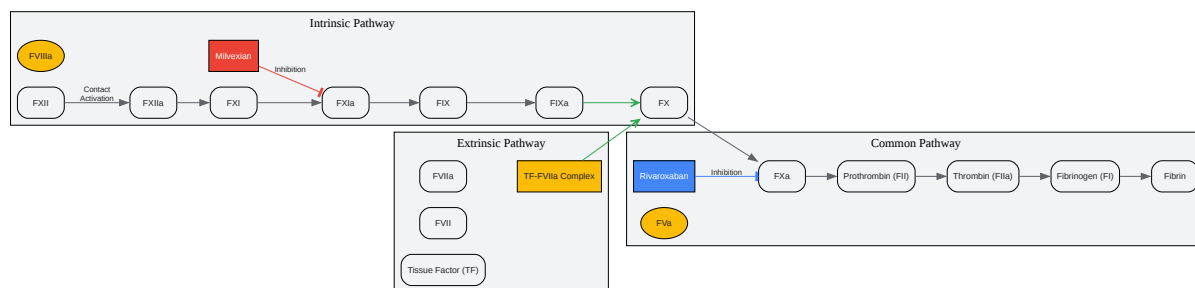 Intrinsic Pathway
FVIIIa
Milvexian
Inhibition
FXII
Contact
Activation
FXIIa
FXI
FXIa
FIX
FIXa
FX
Extrinsic Pathway
FVIIa
TF-FVIIa Complex
FVII
Tissue Factor (TF)
Common Pathway
Rivaroxaban
Inhibition
FXa
Prothrombin (FII)
Thrombin (FIIa)
Fibrinogen (FI)
Fibrin
FVa